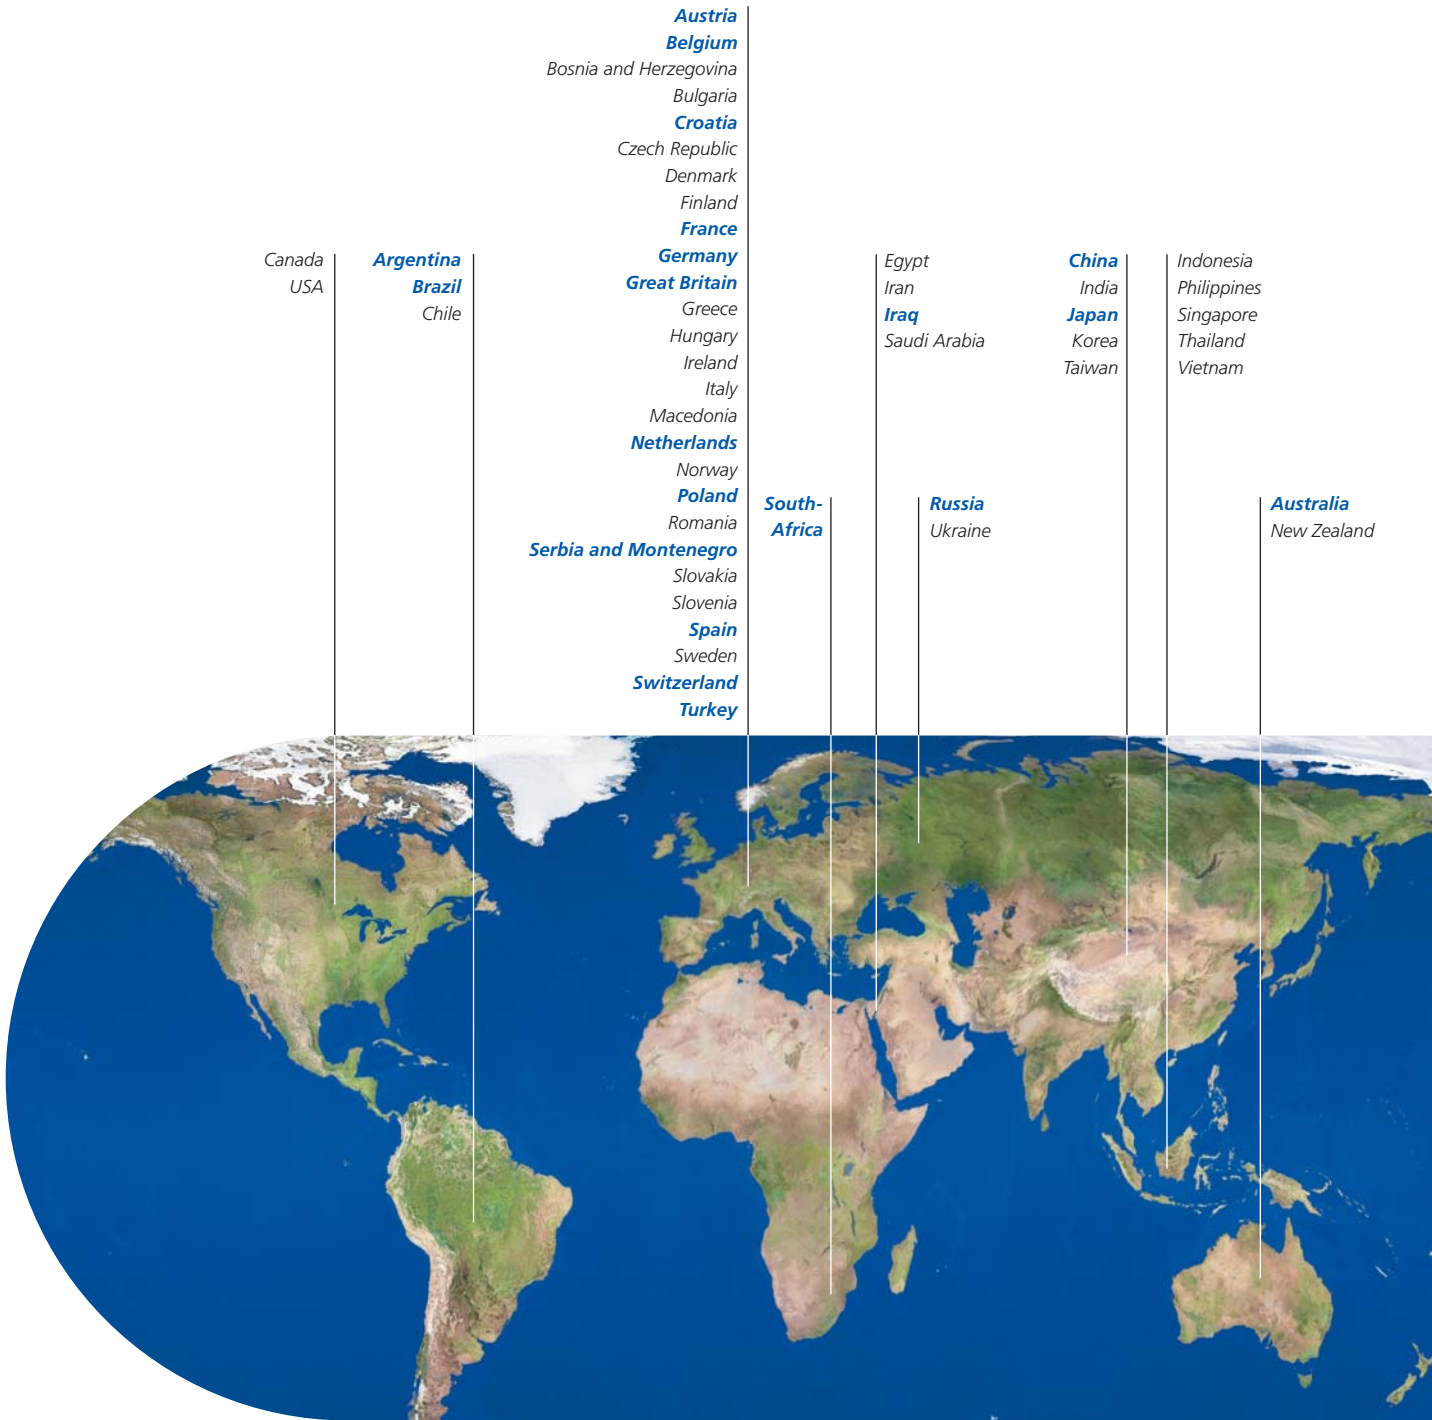 Austria
Belgium
Bosnia and Herzegovina
Bulgaria
Croatia
Czech Republic
Denmark
Finland
France
Germany
Great Britain
Greece
Hungary
Ireland
Italy
Macedonia
Netherlands
Norway
Poland
Romania
Serbia and Montenegro
Slovakia
Slovenia
Spain
Sweden
Switzerland
Turkey
Canada
USA
Argentina
Brazil
Chile
Egypt
Iran
Iraq
Saudi Arabia
China
India
Japan
Korea
Taiwan
Indonesia
Philippines
Singapore
Thailand
Vietnam
South-
Africa
Russia
Ukraine
Australia
New Zealand